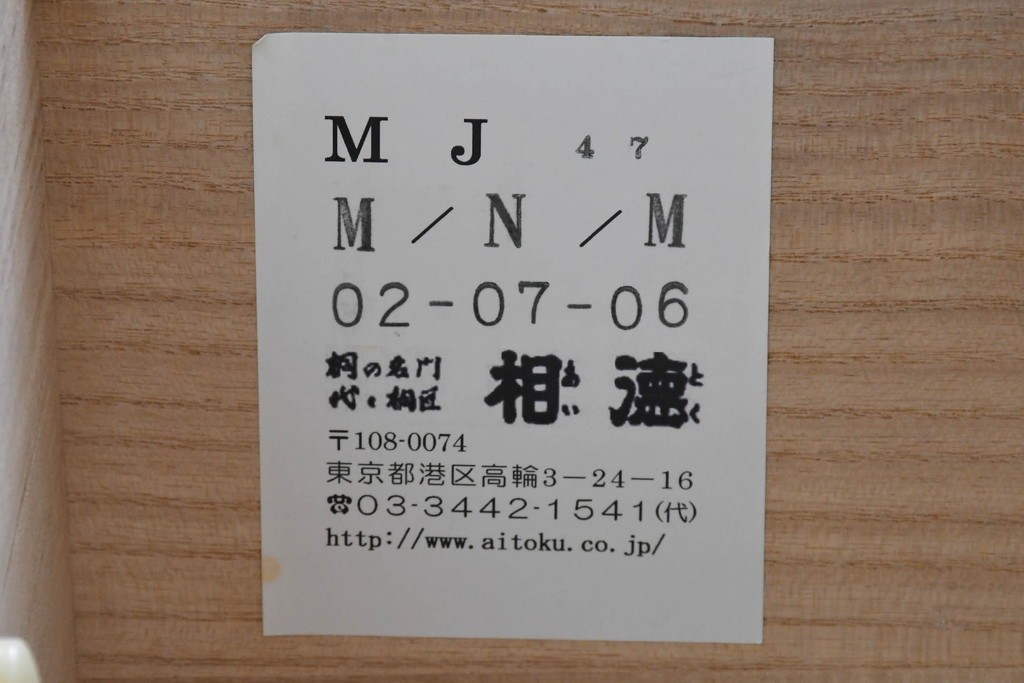 M J 47
M／N／M
02-07-06
桐の名門
代々桐匠
相徳
あい とく
〒108-0074
東京都港区高輪3－24－16
☎03-3442-1541(代)
http://www.aitoku.co.jp/